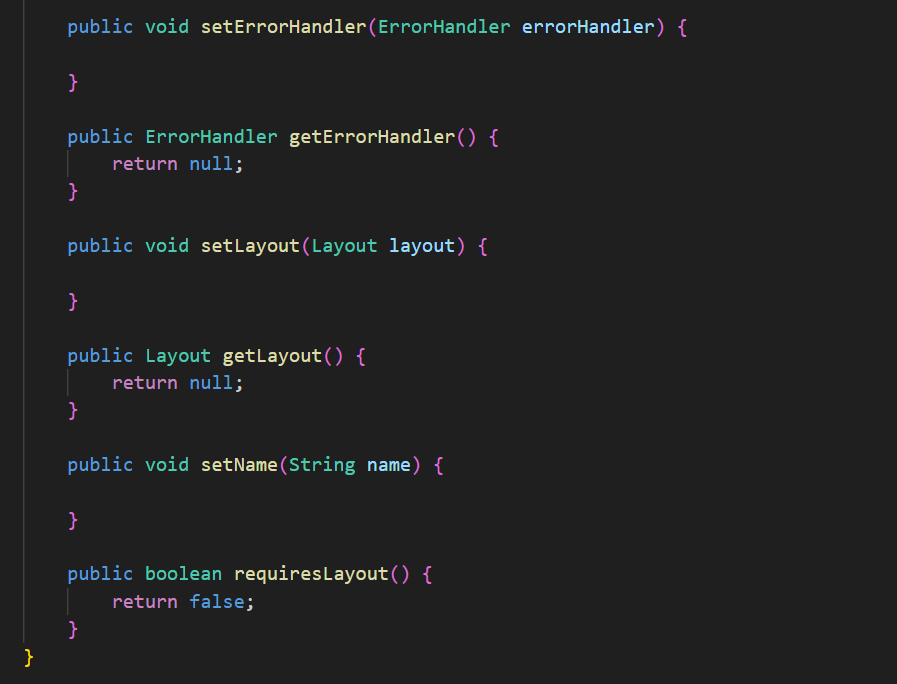 public void setErrorHandler(ErrorHandler errorHandler) {
}
public ErrorHandler getErrorHandler() {
return null;
}
public void setLayout(Layout layout) {
}
public Layout getLayout() {
return null;
}
public void setName(String name) {
}
public boolean requiresLayout() {
return false;
}
}